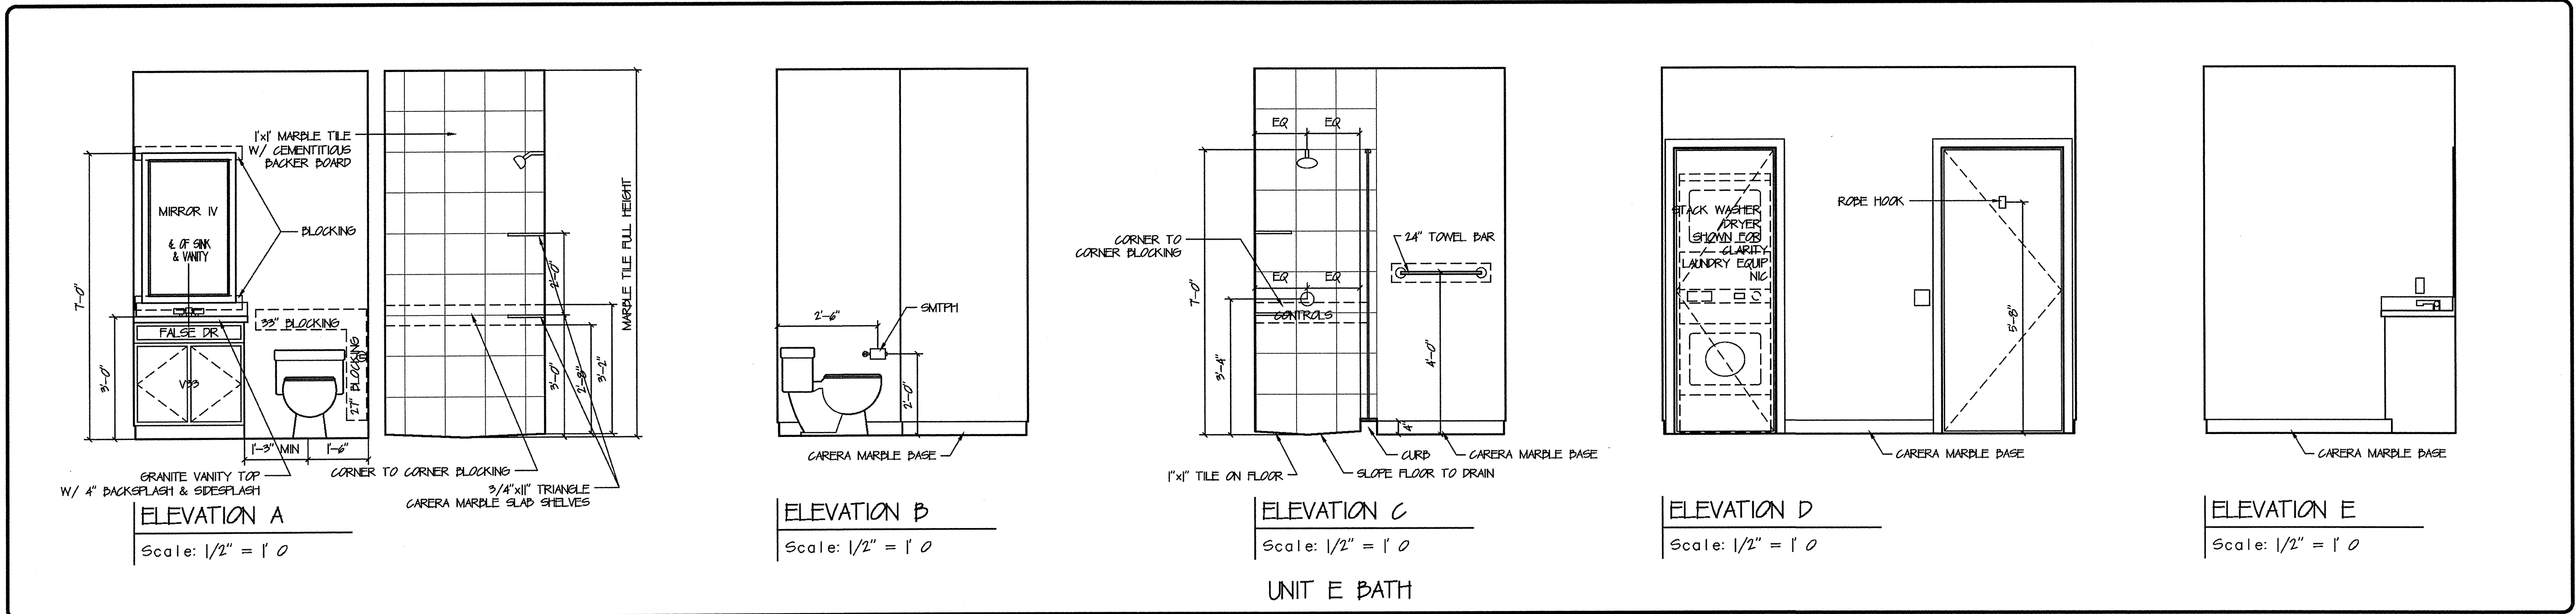 1'x1' MARBLE TILE
W/ CEMENTITIOUS
BACKER BOARD
MIRROR IV
℄ OF SINK
& VANITY
BLOCKING
7'-0"
3'-0"
FALSE DR
V33
33" BLOCKING
27" BLOCKING
1'-3" MIN
1'-6"
GRANITE VANITY TOP
W/ 4" BACKSPLASH & SIDESPLASH
CORNER TO CORNER BLOCKING
3/4"x11" TRIANGLE
CARERA MARBLE SLAB SHELVES
2'-0"
3'-0"
2'-8"
3'-2"
MARBLE TILE FULL HEIGHT
ELEVATION A
Scale: 1/2" = 1' 0
2'-6"
SMTPH
2'-0"
CARERA MARBLE BASE
ELEVATION B
Scale: 1/2" = 1' 0
EQ
EQ
CORNER TO
CORNER BLOCKING
7'-0"
EQ
EQ
CONTROLS
3'-4"
24" TOWEL BAR
4'-0"
4"
CURB
CARERA MARBLE BASE
1"x1" TILE ON FLOOR
SLOPE FLOOR TO DRAIN
ELEVATION C
Scale: 1/2" = 1' 0
STACK WASHER
/DRYER
SHOWN FOR
CLARITY
LAUNDRY EQUIP
NIC
ROBE HOOK
5'-8"
CARERA MARBLE BASE
ELEVATION D
Scale: 1/2" = 1' 0
CARERA MARBLE BASE
ELEVATION E
Scale: 1/2" = 1' 0
UNIT E BATH